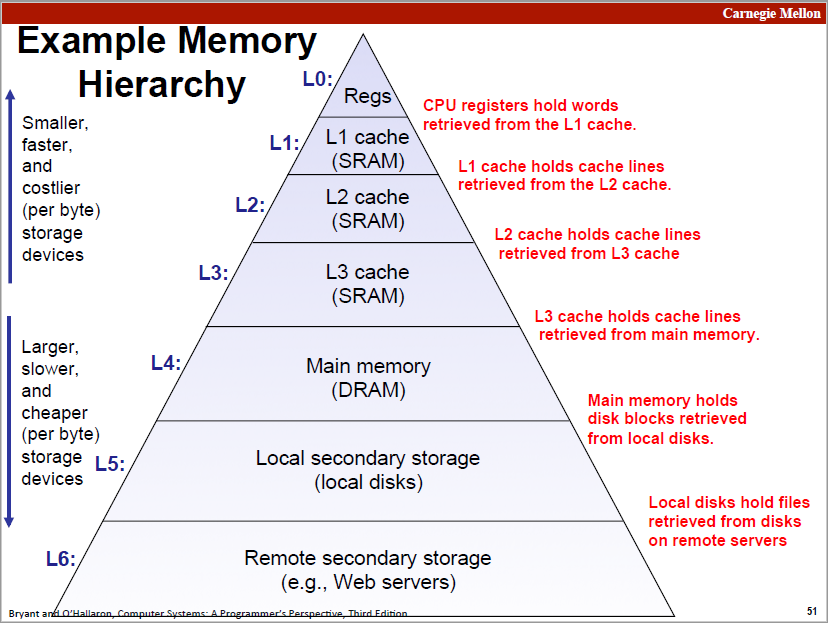 Carnegie Mellon
Example Memory
Hierarchy
Smaller,
faster,
and
costlier
(per byte)
storage
devices
Larger,
slower,
and
cheaper
(per byte)
storage
devices
L0:
Regs
CPU registers hold words
retrieved from the L1 cache.
L1:
L1 cache
(SRAM)
L1 cache holds cache lines
retrieved from the L2 cache.
L2:
L2 cache
(SRAM)
L2 cache holds cache lines
retrieved from L3 cache
L3:
L3 cache
(SRAM)
L3 cache holds cache lines
retrieved from main memory.
L4:
Main memory
(DRAM)
Main memory holds
disk blocks retrieved
from local disks.
L5:
Local secondary storage
(local disks)
Local disks hold files
retrieved from disks
on remote servers
L6:
Remote secondary storage
(e.g., Web servers)
Bryant and O'Hallaron, Computer Systems: A Programmer's Perspective, Third Edition
51